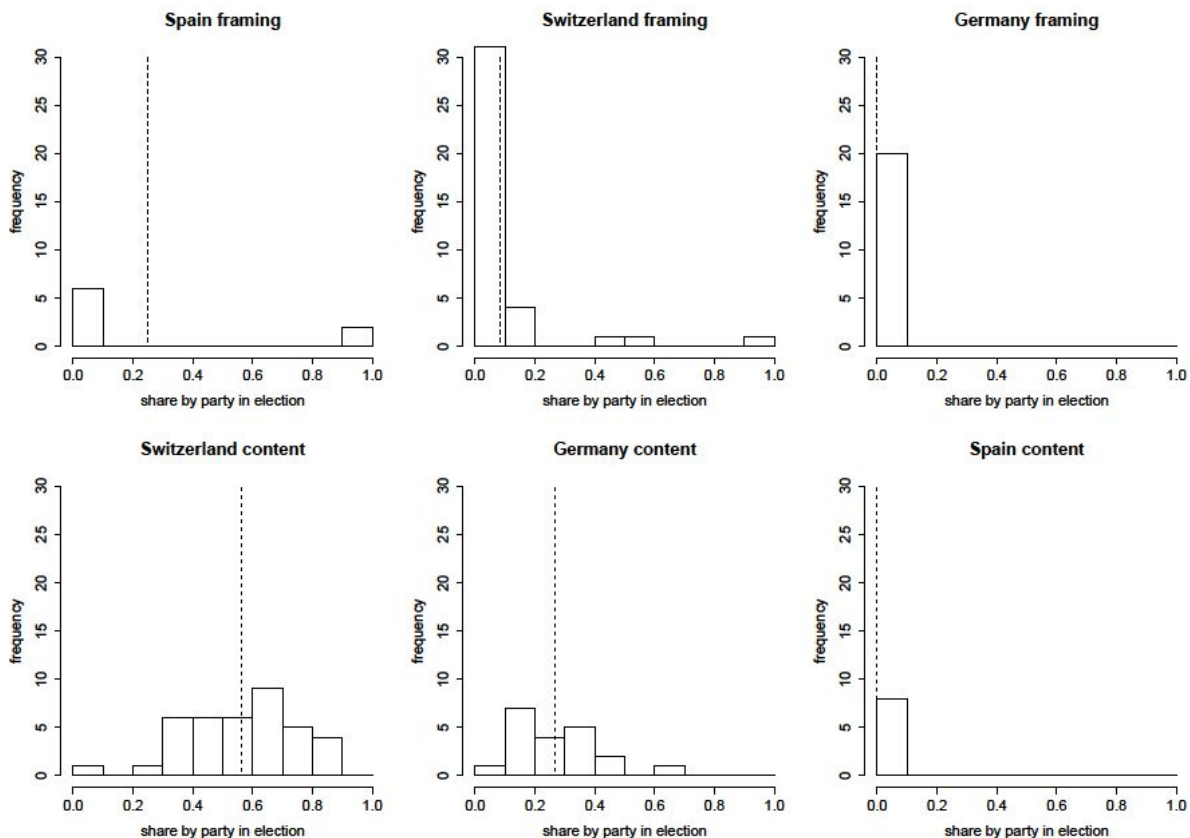 Spain framing
Switzerland framing
Germany framing
frequency
0 5 10 15 20 25 30
0.0 0.2 0.4 0.6 0.8 1.0
share by party in election
frequency
0 5 10 15 20 25 30
0.0 0.2 0.4 0.6 0.8 1.0
share by party in election
frequency
0 5 10 15 20 25 30
0.0 0.2 0.4 0.6 0.8 1.0
share by party in election
Switzerland content
Germany content
Spain content
frequency
0 5 10 15 20 25 30
0.0 0.2 0.4 0.6 0.8 1.0
share by party in election
frequency
0 5 10 15 20 25 30
0.0 0.2 0.4 0.6 0.8 1.0
share by party in election
frequency
0 5 10 15 20 25 30
0.0 0.2 0.4 0.6 0.8 1.0
share by party in election